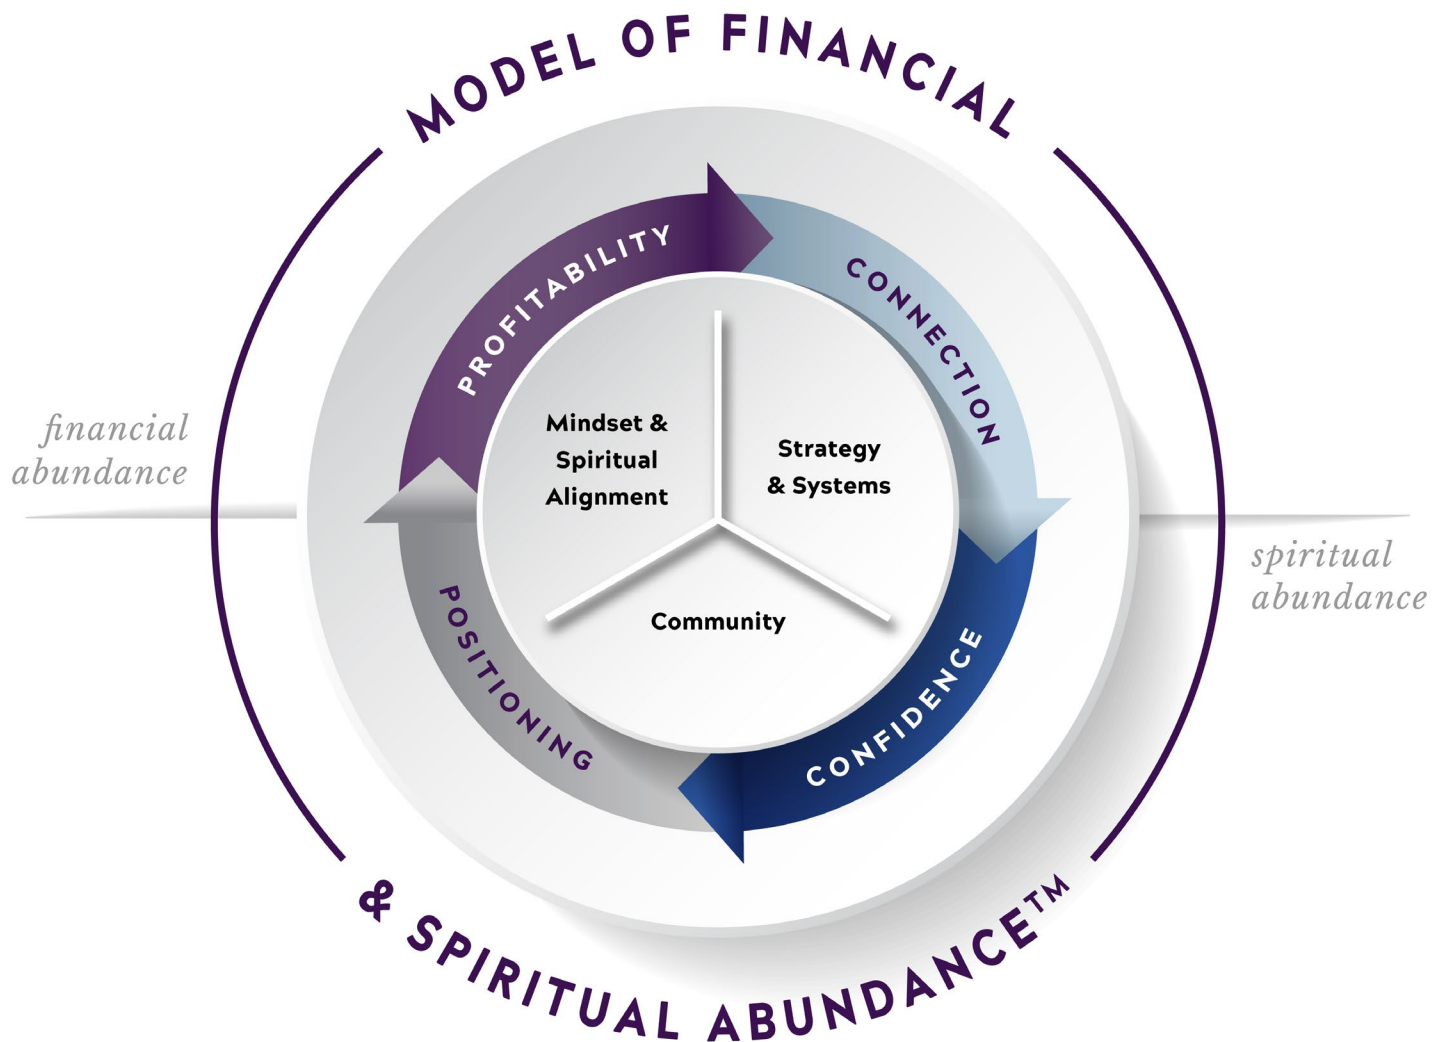 MODEL OF FINANCIAL
PROFITABILITY
CONNECTION
financial
abundance
Mindset &
Spiritual
Alignment
Strategy
& Systems
spiritual
abundance
Community
POSITIONING
CONFIDENCE
& SPIRITUAL ABUNDANCE™